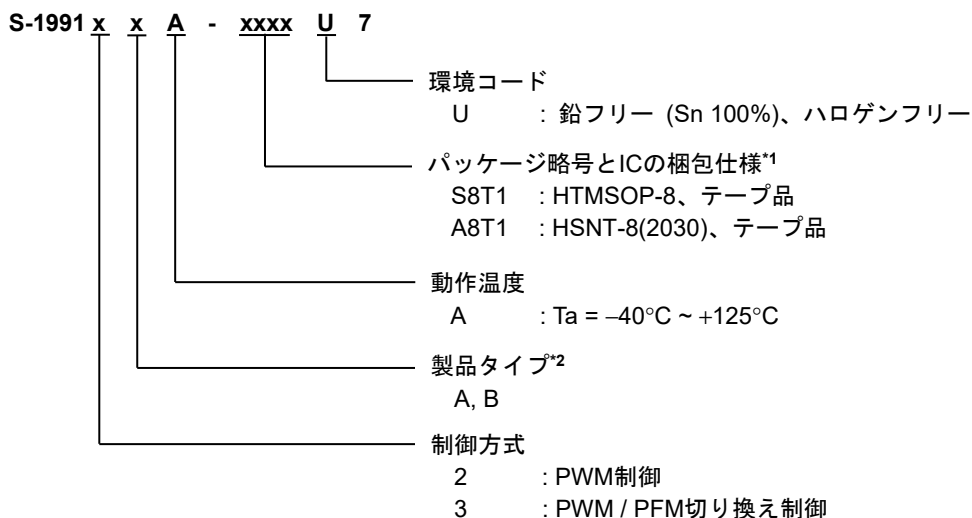 S-1991 x x A - xxxx U 7
環境コード
U : 鉛フリー (Sn 100%)、ハロゲンフリー
パッケージ略号とICの梱包仕様*1
S8T1 : HTMSOP-8、テープ品
A8T1 : HSNT-8(2030)、テープ品
動作温度
A : Ta = −40°C ~ +125°C
製品タイプ*2
A, B
制御方式
2 : PWM制御
3 : PWM / PFM切り換え制御